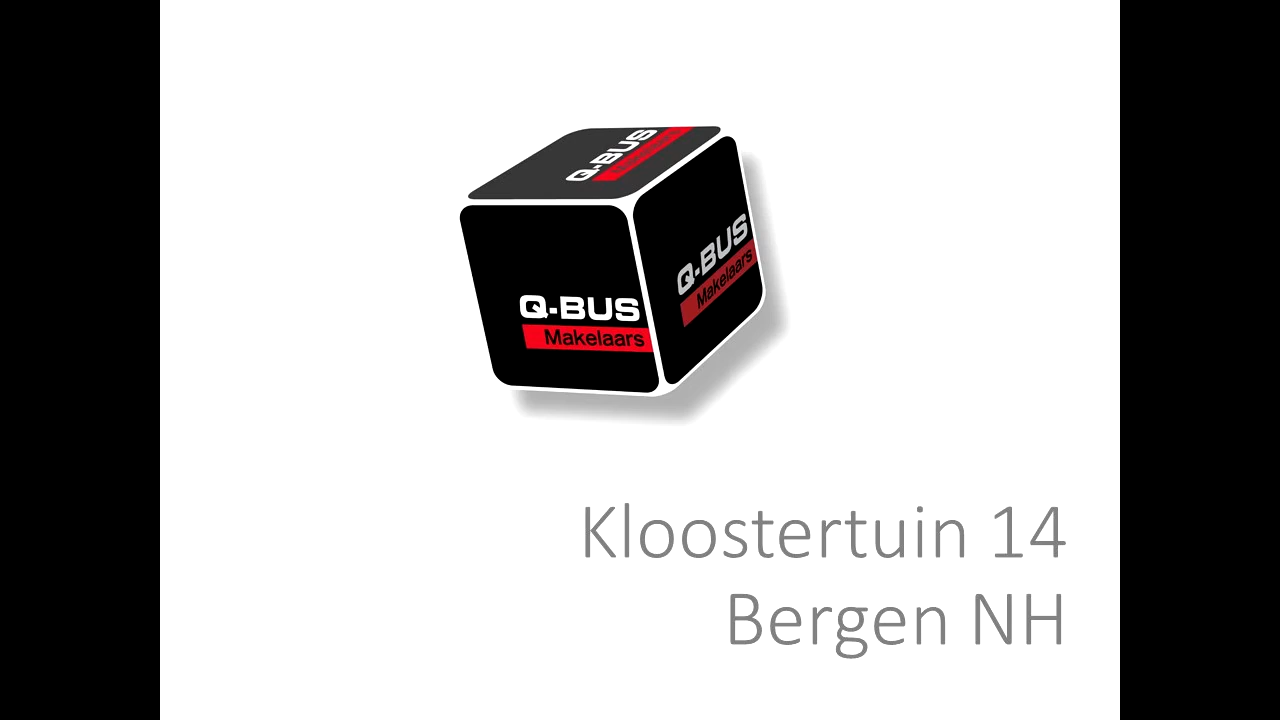 Q-BUS
Q-BUS
Makelaars
Q-BUS
Makelaars
Kloostertuin 14
Bergen NH